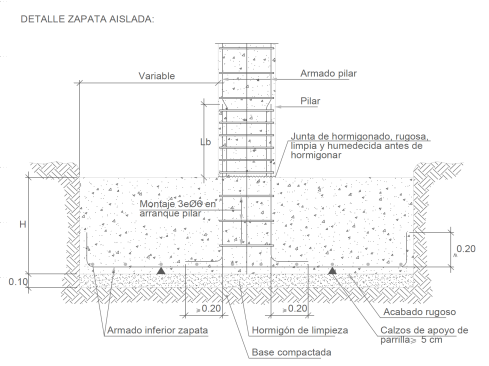 DETALLE ZAPATA AISLADA:
Variable
Armado pilar
Pilar
Lb
Junta de hormigonado, rugosa,
limpia y humedecida antes de
hormigonar
Montaje 3eØ6 en
arranque pilar
H
≥0.20
0.10
≥0.20
≥0.20
Acabado rugoso
Armado inferior zapata
Hormigón de limpieza
Calzos de apoyo de
parrilla≥ 5 cm
Base compactada